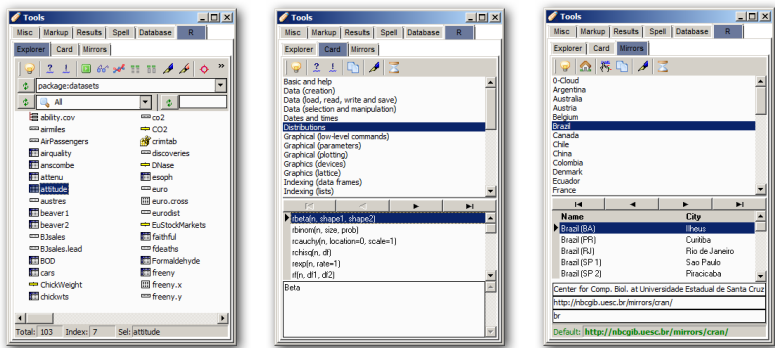 Tools
Misc Markup Results Spell Database R
Explorer Card Mirrors
package:datasets
All
ability.cov
airmiles
AirPassengers
airquality
anscombe
attenu
attitude
austres
beaver1
beaver2
BJsales
BJsales.lead
BOD
cars
ChickWeight
chickwts
co2
CO2
crimtab
discoveries
DNase
esoph
euro
euro.cross
eurodist
EuStockMarkets
faithful
fdeaths
Formaldehyde
freeny
freeny.x
freeny.y
Total: 103 Index: 7 Sel: attitude
Tools
Misc Markup Results Spell Database R
Explorer Card Mirrors
Basic and help
Data (creation)
Data (load, read, write and save)
Data (selection and manipulation)
Dates and times
Distributions
Graphical (low-level commands)
Graphical (parameters)
Graphical (plotting)
Graphics (devices)
Graphics (lattice)
Indexing (data frames)
Indexing (lists)
rbeta(n, shape1, shape2)
rbinom(n, size, prob)
rcauchy(n, location=0, scale=1)
rchisq(n, df)
rexp(n, rate=1)
rf(n, df1, df2)
Beta
Tools
Misc Markup Results Spell Database R
Explorer Card Mirrors
0-Cloud
Argentina
Australia
Austria
Belgium
Brazil
Canada
Chile
China
Colombia
Denmark
Ecuador
France
Name City
Brazil (BA) Ilheus
Brazil (PR) Curitiba
Brazil (RJ) Rio de Janeiro
Brazil (SP 1) Sao Paulo
Brazil (SP 2) Piracicaba
Center for Comp. Biol. at Universidade Estadual de Santa Cruz
http://nbcgib.uesc.br/mirrors/cran/
br
Default: http://nbcgib.uesc.br/mirrors/cran/